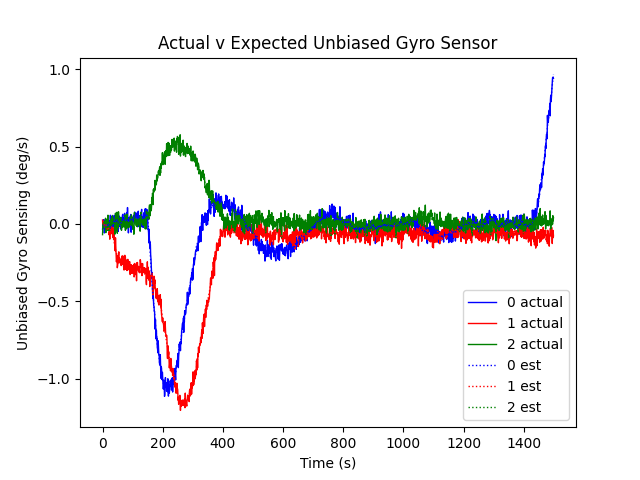 Actual v Expected Unbiased Gyro Sensor
Unbiased Gyro Sensing (deg/s)
1.0
0.5
0.0
−0.5
−1.0
0 actual
1 actual
2 actual
0 est
1 est
2 est
0 200 400 600 800 1000 1200 1400
Time (s)